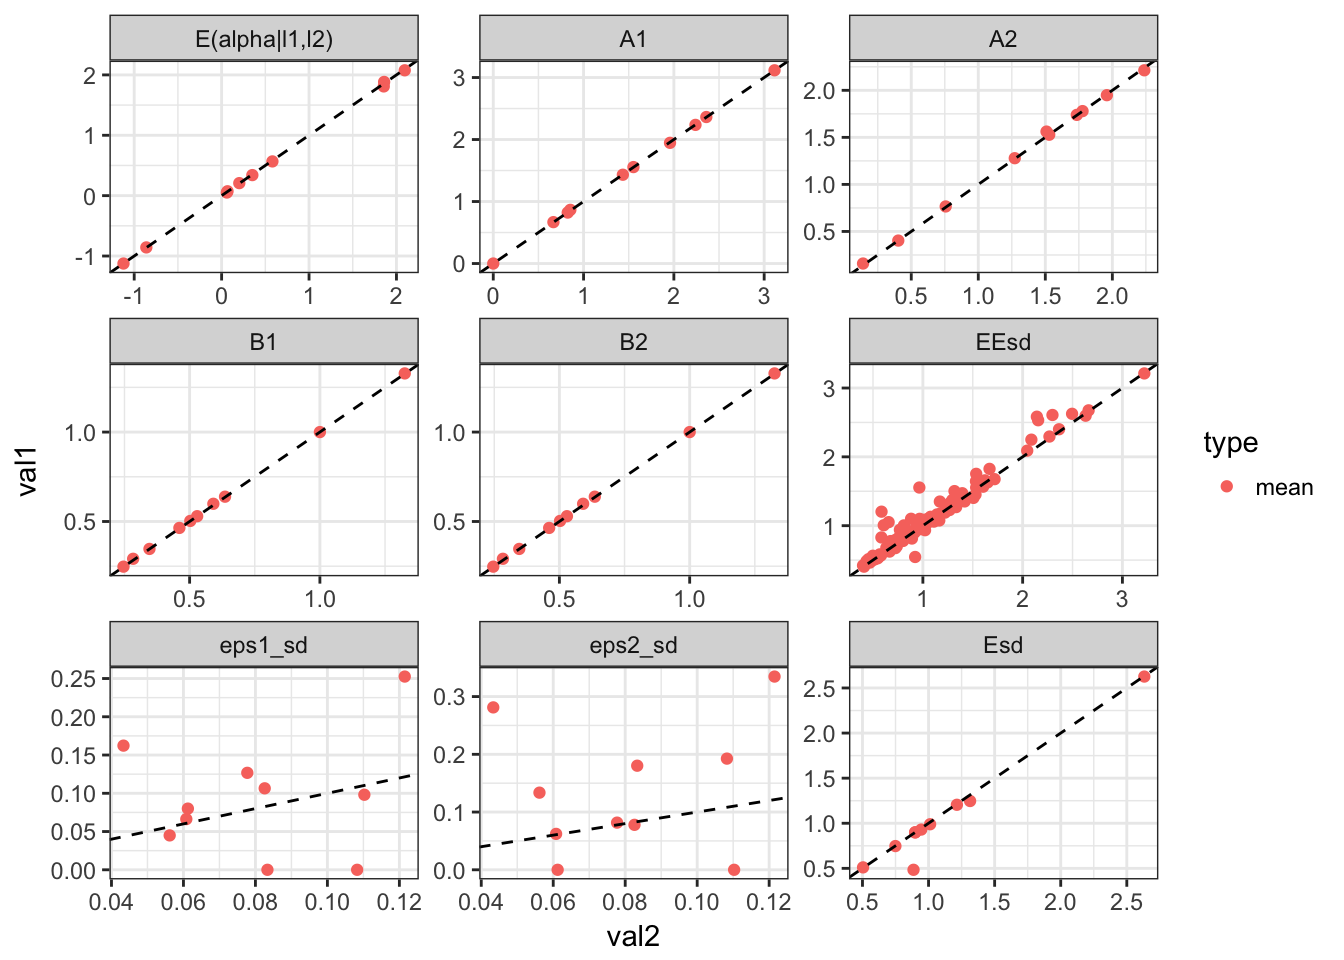 E(alpha|l1,l2)
A1
A2
2
1
0
-1
-1 0 1 2
3
2
1
0
0 1 2 3
2.0
1.5
1.0
0.5
0.5 1.0 1.5 2.0
B1
B2
EEsd
1.0
0.5
0.5 1.0
1.0
0.5
0.5 1.0
3
2
1
1 2 3
eps1_sd
eps2_sd
Esd
0.25
0.20
0.15
0.10
0.05
0.00
0.04 0.06 0.08 0.10 0.12
0.3
0.2
0.1
0.0
0.04 0.06 0.08 0.10 0.12
2.5
2.0
1.5
1.0
0.5
0.5 1.0 1.5 2.0 2.5
val1
val2
type
mean